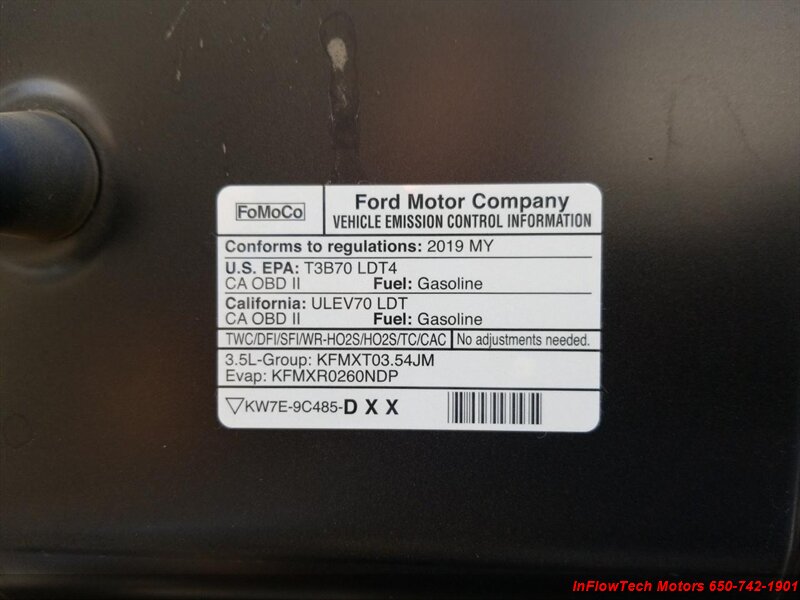 FoMoCo
Ford Motor Company
VEHICLE EMISSION CONTROL INFORMATION
Conforms to regulations: 2019 MY
U.S. EPA: T3B70 LDT4
CA OBD II Fuel: Gasoline
California: ULEV70 LDT
CA OBD II Fuel: Gasoline
TWC/DFI/SFI/WR-HO2S/HO2S/TC/CAC No adjustments needed.
3.5L-Group: KFMXT03.54JM
Evap: KFMXR0260NDP
▽KW7E-9C485-D X X
InFlowTech Motors 650-742-1901